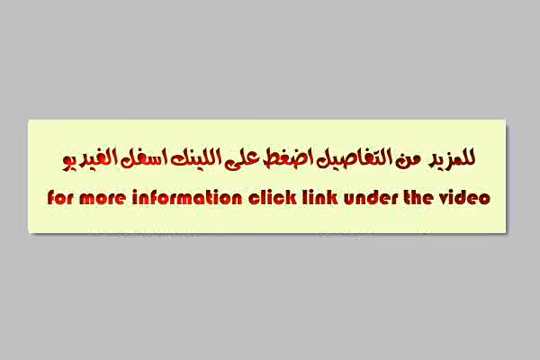 للمزيد من التفاصيل اضغط على اللينك اسفل الفيديو
for more information click link under the video